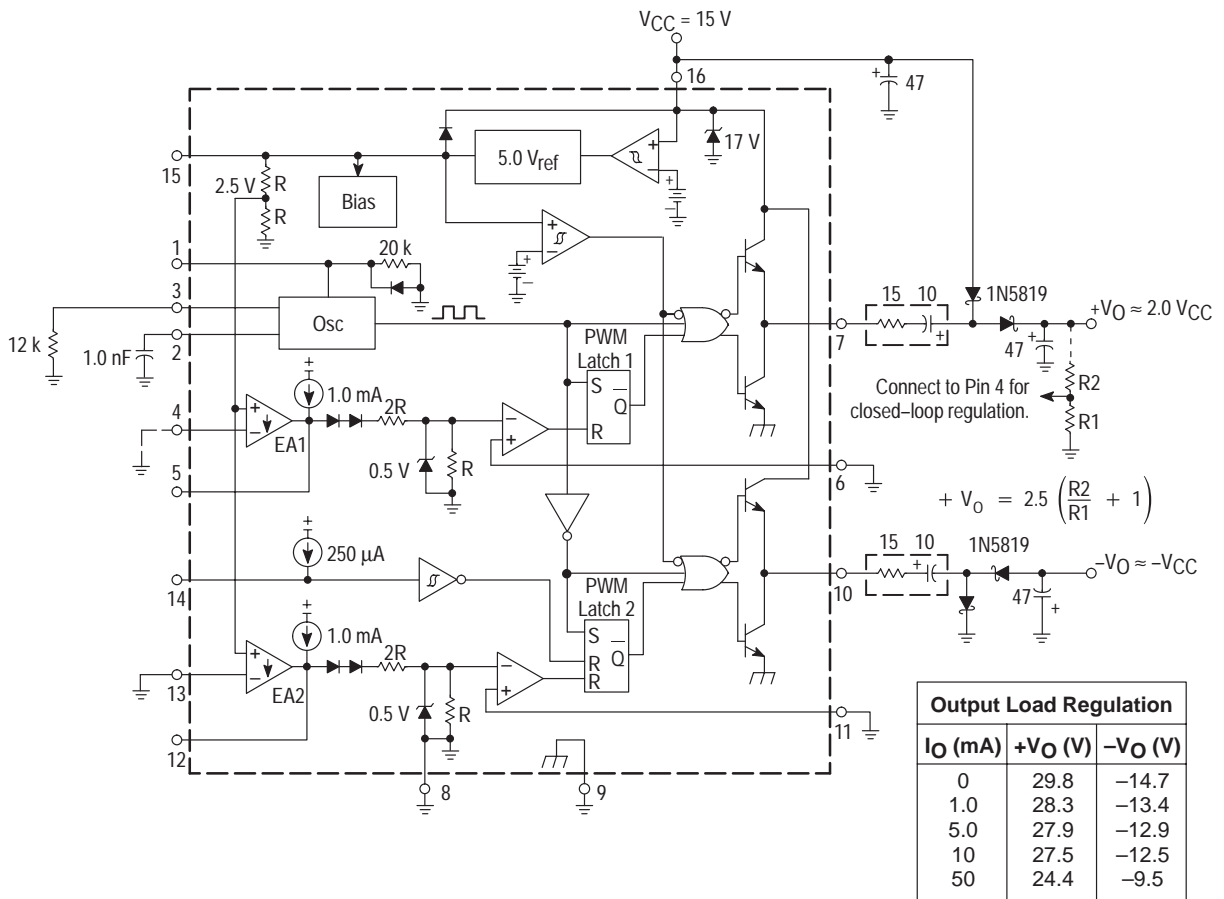 VCC = 15 V
16
+
47
15
2.5 V
R
R
Bias
5.0 Vref
+
–
+
–
17 V
+
–
+
–
1
20 k
3
2
12 k
1.0 nF
Osc
PWM
Latch 1
S
R
Q
7
15 10
+
1N5819
+VO ≈ 2.0 VCC
47
+
R2
R1
Connect to Pin 4 for
closed–loop regulation.
4
5
+
–
EA1
+
1.0 mA
2R
0.5 V
R
–
+
6
+ VO = 2.5 (R2/R1 + 1)
14
+
250 µA
PWM
Latch 2
S
R
R
Q
10
15 10
+
1N5819
–VO ≈ –VCC
47
+
13
12
+
–
EA2
+
1.0 mA
2R
0.5 V
R
–
+
11
8
9
Output Load Regulation
IO (mA) +VO (V) –VO (V)
0 29.8 –14.7
1.0 28.3 –13.4
5.0 27.9 –12.9
10 27.5 –12.5
50 24.4 –9.5